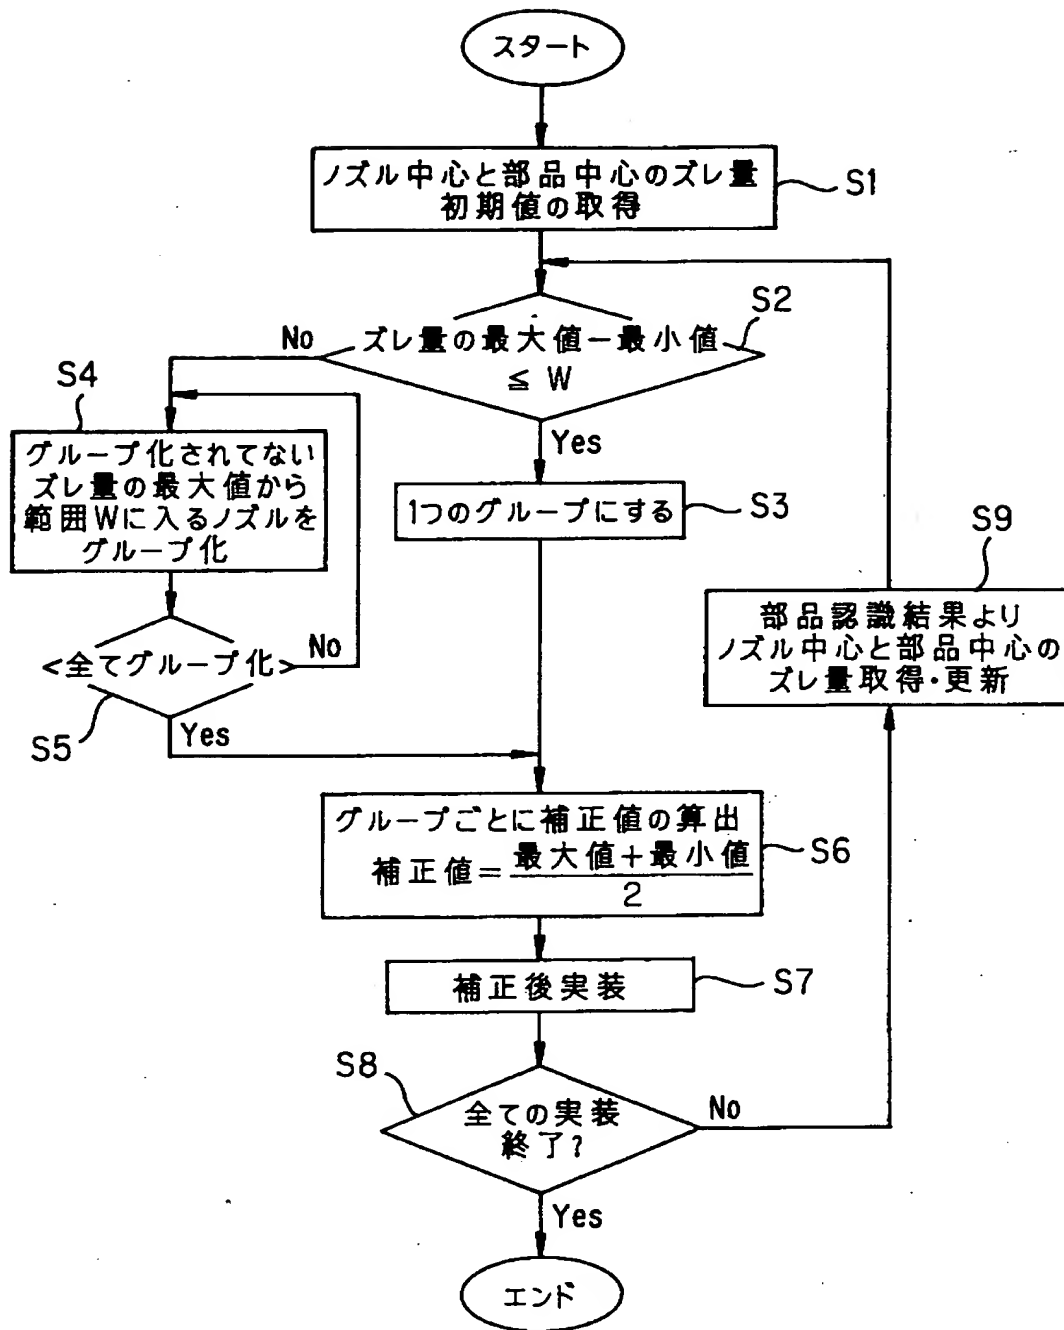 スタート
ノズル中心と部品中心のズレ量
初期値の取得
S1
S2
ズレ量の最大値－最小値
≦ W
No
Yes
S4
グループ化されてない
ズレ量の最大値から
範囲Wに入るノズルを
グループ化
1つのグループにする
S3
S9
部品認識結果より
ノズル中心と部品中心の
ズレ量取得・更新
<全てグループ化>
No
S5
Yes
グループごとに補正値の算出
補正値=最大値+最小値
2
S6
補正後実装
S7
S8
全ての実装
終了?
No
Yes
エンド